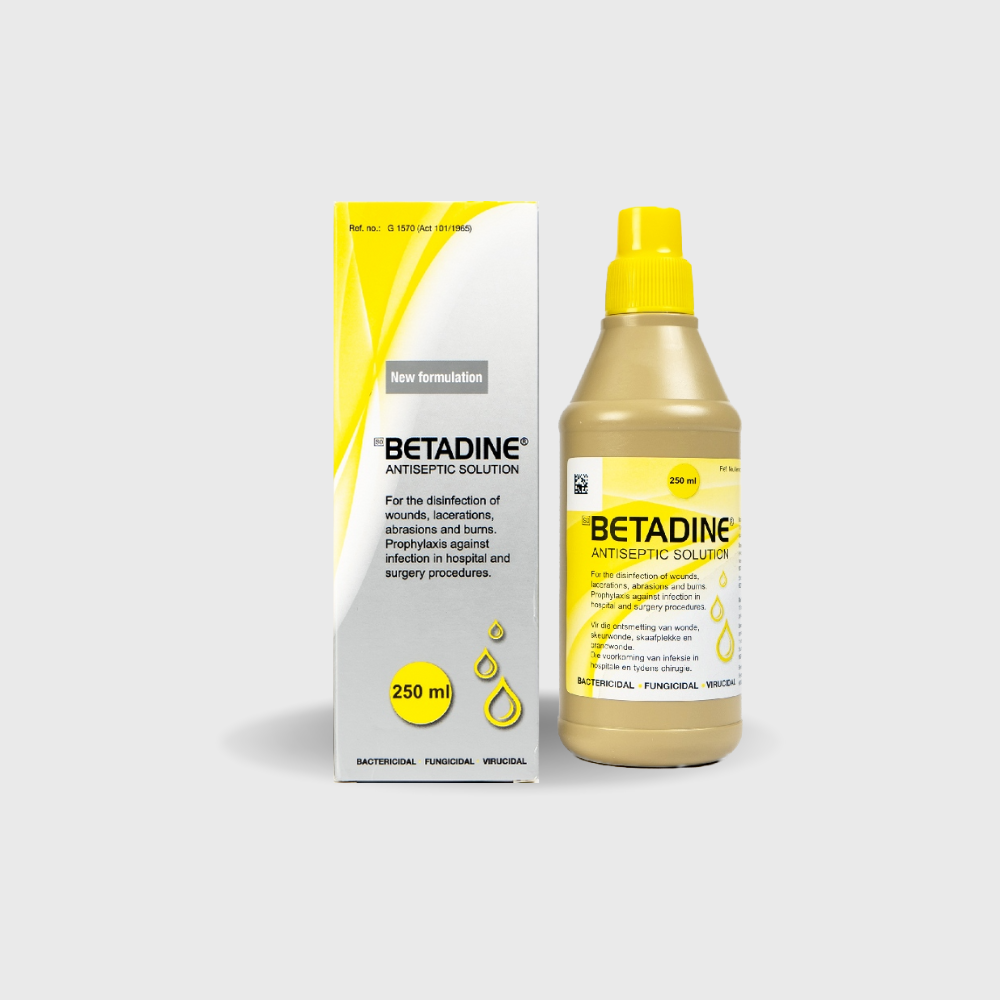 Ref. no.: G 1570 (Act 101/1965)
New formulation
S0 BETADINE®
ANTISEPTIC SOLUTION
For the disinfection of
wounds, lacerations,
abrasions and burns.
Prophylaxis against
infection in hospital and
surgery procedures.
250 ml
BACTERICIDAL FUNGICIDAL VIRUCIDAL
250 ml
S0 BETADINE®
ANTISEPTIC SOLUTION
For the disinfection of wounds,
lacerations, abrasions and burns.
Prophylaxis against infection in
hospital and surgery procedures.
Vir die ontsmetting van wonde,
skeurwonde, skaafplekke en
brandwonde.
Die voorkoming van infeksie in
hospitale en tydens chirurgie.
BACTERICIDAL • FUNGICIDAL • VIRUCIDAL